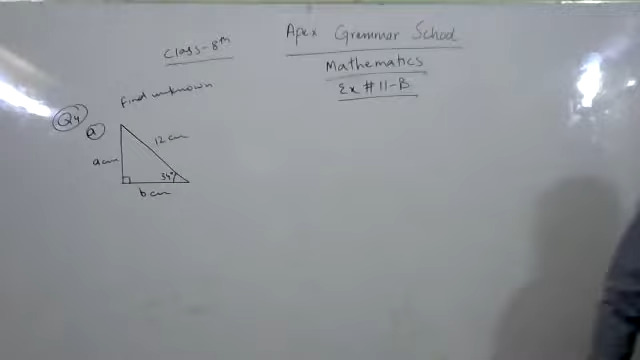 Apex Grammar School
Class-8th
Mathematics
Ex # 11-B
Find unknown
Q4
a
12 cm
a cm
34°
b cm